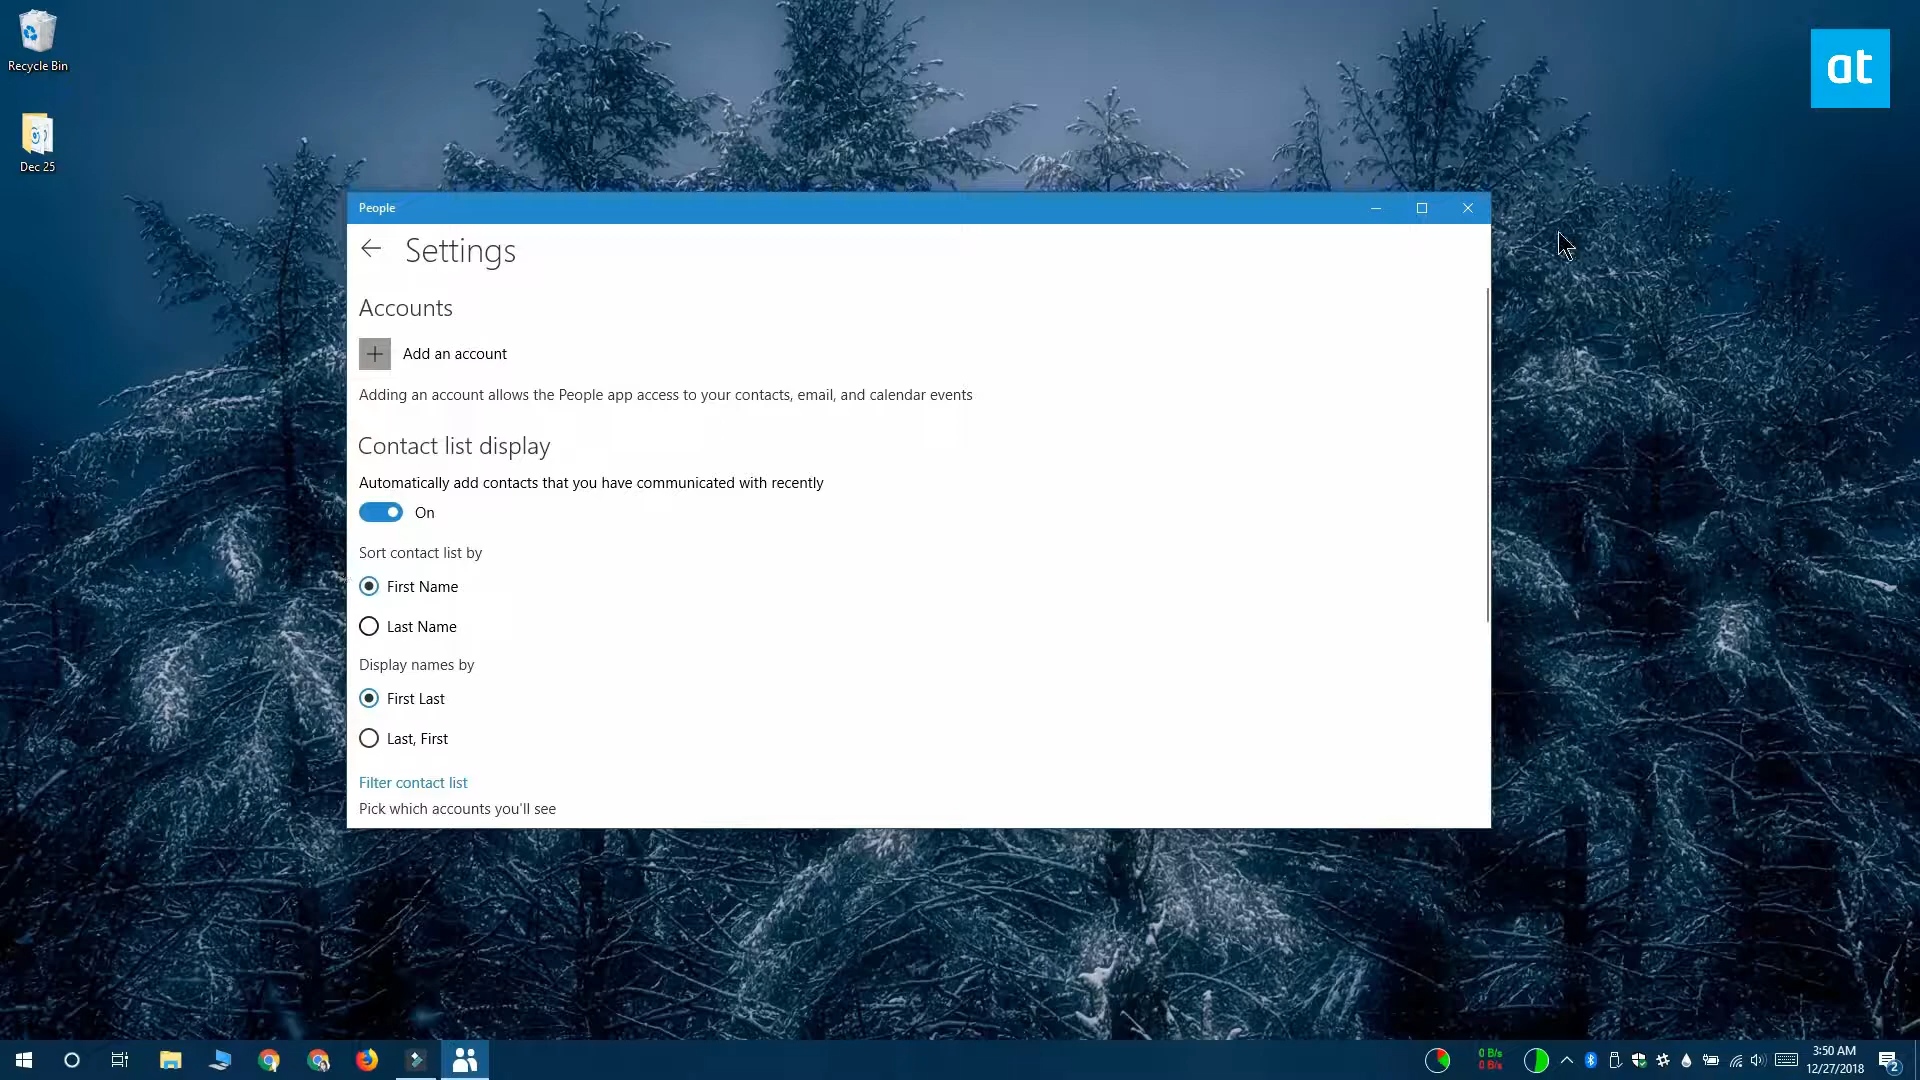 Recycle Bin
at
Dec 25
People
Settings
Accounts
Add an account
Adding an account allows the People app access to your contacts, email, and calendar events
Contact list display
Automatically add contacts that you have communicated with recently
On
Sort contact list by
First Name
Last Name
Display names by
First Last
Last, First
Filter contact list
Pick which accounts you'll see
0 B/s
0 B/s
3:50 AM
12/27/2018
2